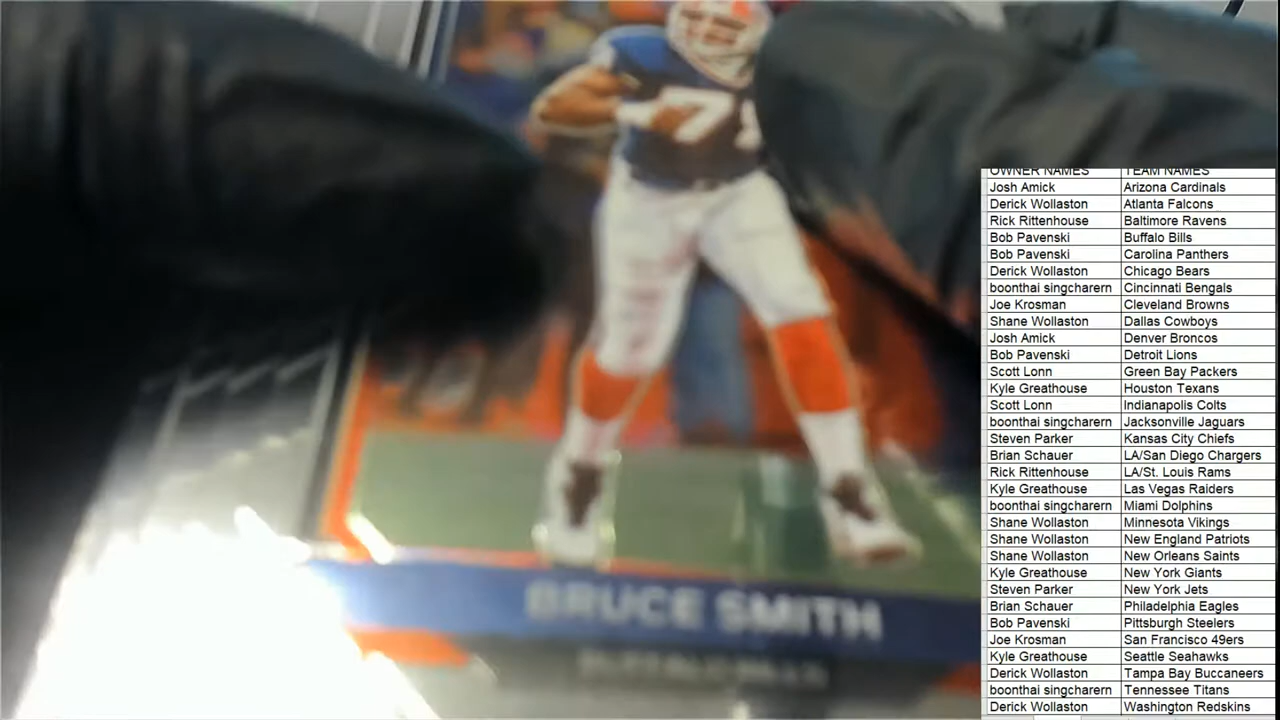 7
BRUCE SMITH
BUFFALO BILLS
OWNER NAMES TEAM NAMES
Josh Amick Arizona Cardinals
Derick Wollaston Atlanta Falcons
Rick Rittenhouse Baltimore Ravens
Bob Pavenski Buffalo Bills
Bob Pavenski Carolina Panthers
Derick Wollaston Chicago Bears
boonthai singcharern Cincinnati Bengals
Joe Krosman Cleveland Browns
Shane Wollaston Dallas Cowboys
Josh Amick Denver Broncos
Bob Pavenski Detroit Lions
Scott Lonn Green Bay Packers
Kyle Greathouse Houston Texans
Scott Lonn Indianapolis Colts
boonthai singcharern Jacksonville Jaguars
Steven Parker Kansas City Chiefs
Brian Schauer LA/San Diego Chargers
Rick Rittenhouse LA/St. Louis Rams
Kyle Greathouse Las Vegas Raiders
boonthai singcharern Miami Dolphins
Shane Wollaston Minnesota Vikings
Shane Wollaston New England Patriots
Shane Wollaston New Orleans Saints
Kyle Greathouse New York Giants
Steven Parker New York Jets
Brian Schauer Philadelphia Eagles
Bob Pavenski Pittsburgh Steelers
Joe Krosman San Francisco 49ers
Kyle Greathouse Seattle Seahawks
Derick Wollaston Tampa Bay Buccaneers
boonthai singcharern Tennessee Titans
Derick Wollaston Washington Redskins